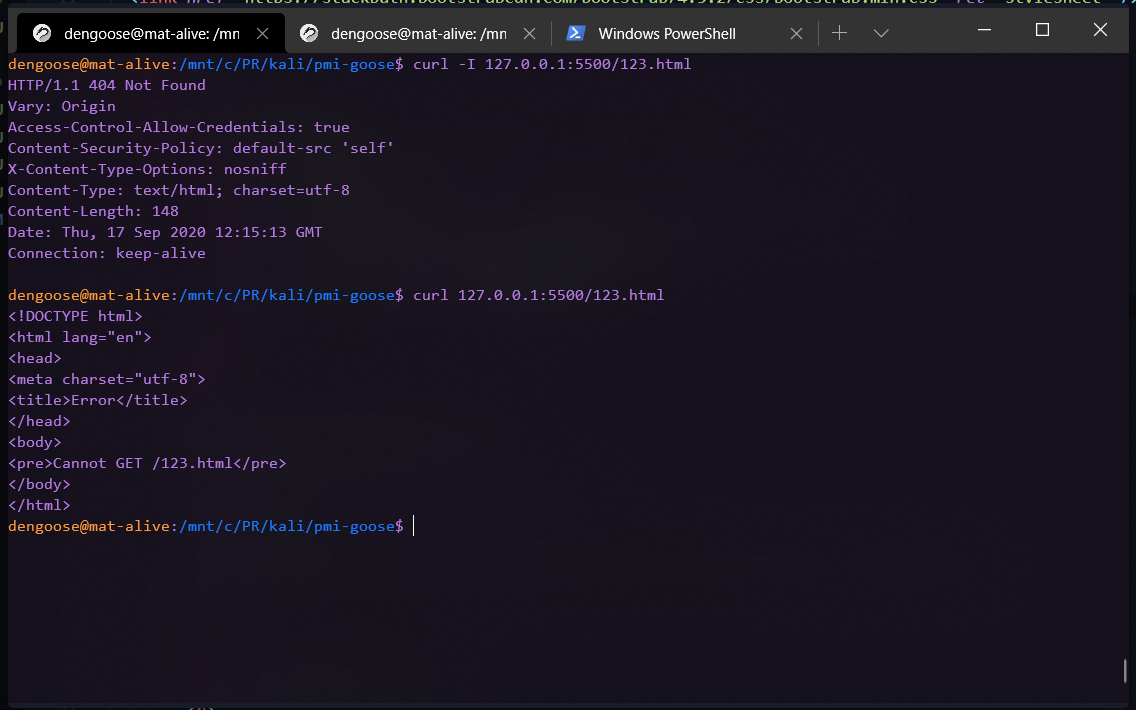 dengoose@mat-alive: /mn
dengoose@mat-alive: /mn
Windows PowerShell
dengoose@mat-alive:/mnt/c/PR/kali/pmi-goose$ curl -I 127.0.0.1:5500/123.html
HTTP/1.1 404 Not Found
Vary: Origin
Access-Control-Allow-Credentials: true
Content-Security-Policy: default-src 'self'
X-Content-Type-Options: nosniff
Content-Type: text/html; charset=utf-8
Content-Length: 148
Date: Thu, 17 Sep 2020 12:15:13 GMT
Connection: keep-alive
dengoose@mat-alive:/mnt/c/PR/kali/pmi-goose$ curl 127.0.0.1:5500/123.html
<!DOCTYPE html>
<html lang="en">
<head>
<meta charset="utf-8">
<title>Error</title>
</head>
<body>
<pre>Cannot GET /123.html</pre>
</body>
</html>
dengoose@mat-alive:/mnt/c/PR/kali/pmi-goose$